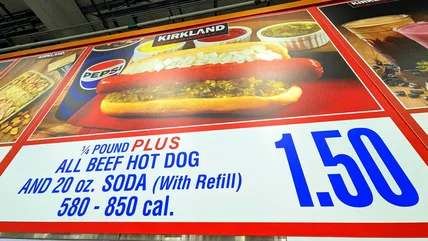 KIRKLAND
PEPSI
¼ POUND PLUS
ALL BEEF HOT DOG
AND 20 oz. SODA (With Refill)
580 - 850 cal.
1.50